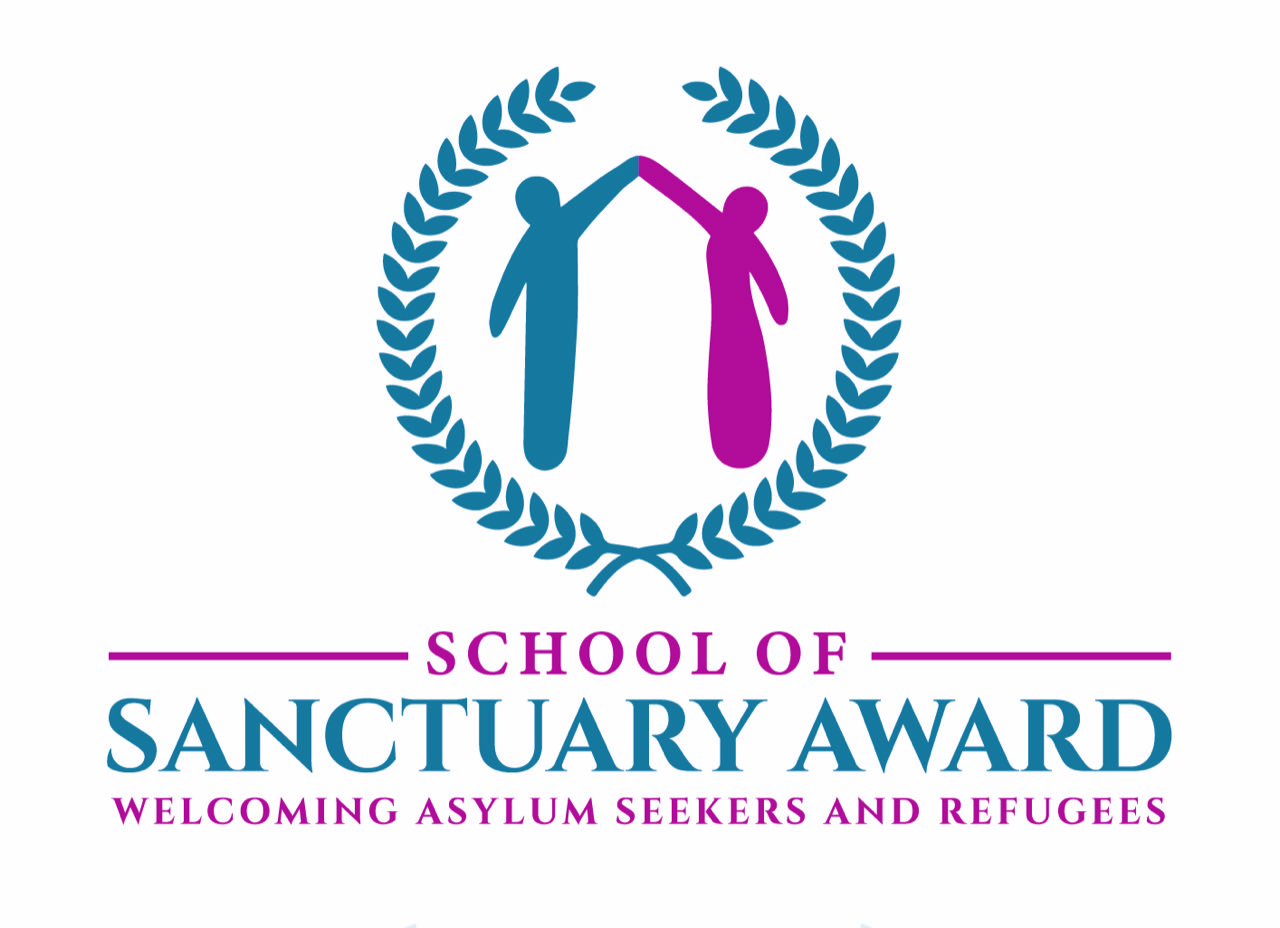 SCHOOL OF
SANCTUARY AWARD
WELCOMING ASYLUM SEEKERS AND REFUGEES